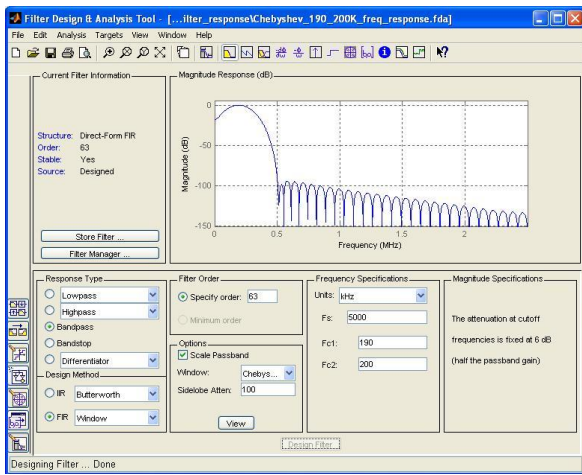 Filter Design & Analysis Tool - [...ilter_response\Chebyshev_190_200K_freq_response.fda]
File Edit Analysis Targets View Window Help
Current Filter Information
Structure: Direct-Form FIR
Order: 63
Stable: Yes
Source: Designed
Store Filter ...
Filter Manager ...
Magnitude Response (dB)
Magnitude (dB)
0
-50
-100
-150
0 0.5 1 1.5 2
Frequency (MHz)
Response Type
Lowpass
Highpass
Bandpass
Bandstop
Differentiator
Design Method
IIR Butterworth
FIR Window
Filter Order
Specify order: 63
Minimum order
Options
Scale Passband
Window: Chebys...
Sidelobe Atten: 100
View
Frequency Specifications
Units: kHz
Fs: 5000
Fc1: 190
Fc2: 200
Magnitude Specifications
The attenuation at cutoff
frequencies is fixed at 6 dB
(half the passband gain)
Design Filter
Designing Filter ... Done